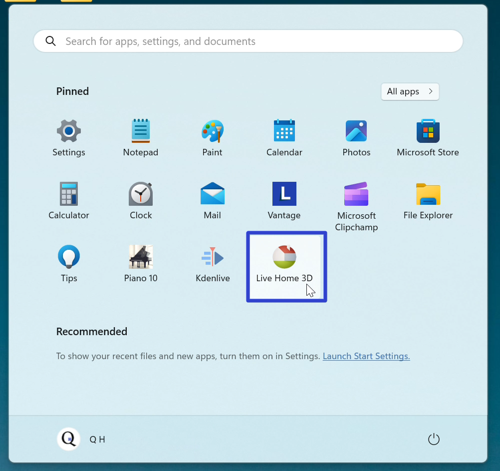 Search for apps, settings, and documents
Pinned
All apps
Settings
Notepad
Paint
Calendar
Photos
Microsoft Store
Calculator
Clock
Mail
L
Vantage
Microsoft
Clipchamp
File Explorer
Tips
Piano 10
Kdenlive
Live Home 3D
Recommended
To show your recent files and new apps, turn them on in Settings. Launch Start Settings.
Q
Q H